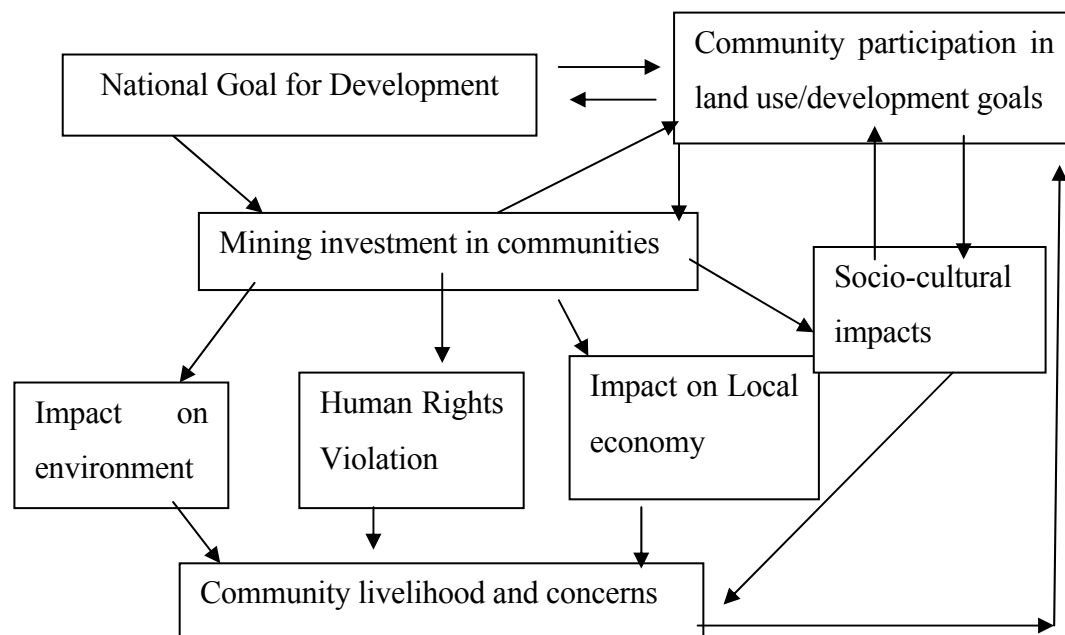 Community participation in
land use/development goals
National Goal for Development
Mining investment in communities
Socio-cultural
impacts
Impact on
environment
Human Rights
Violation
Impact on Local
economy
Community livelihood and concerns